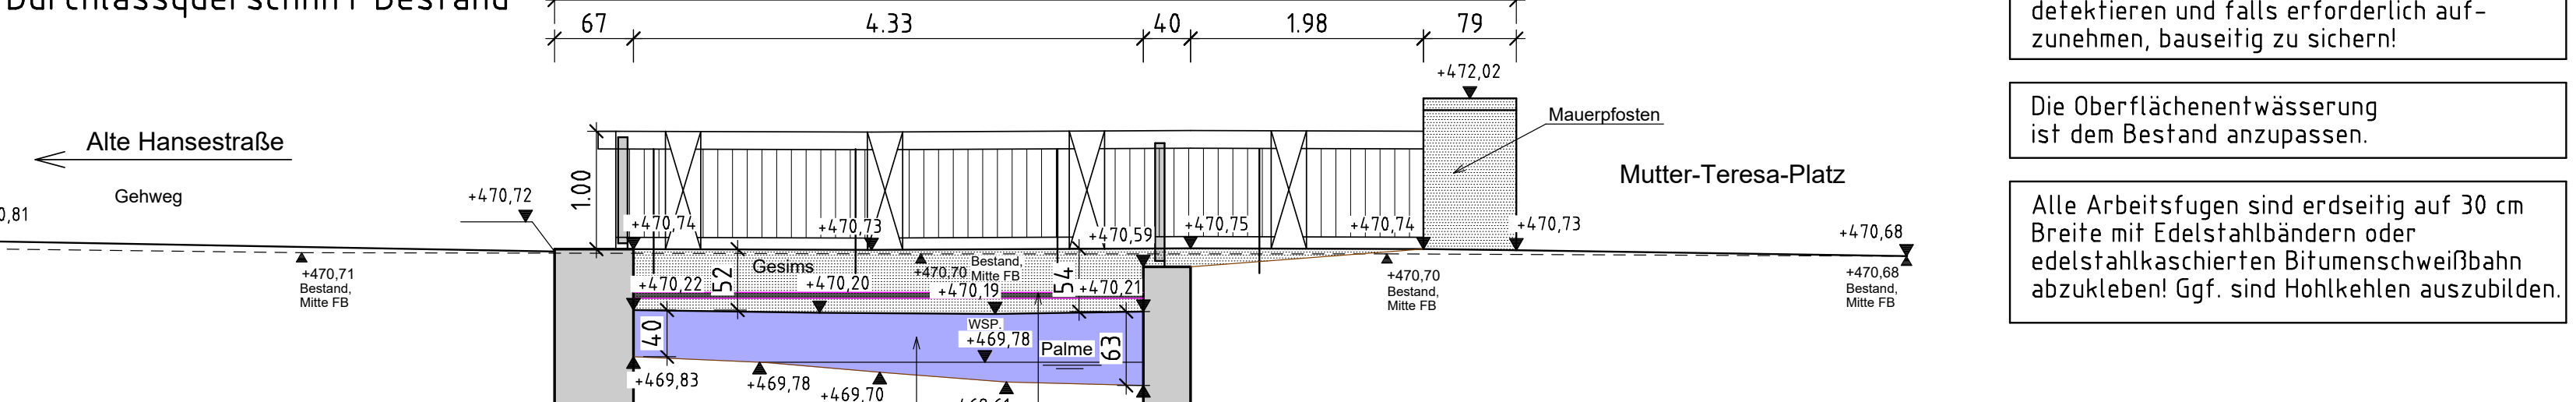 Durchlassquerschnitt Bestand
67
4.33
40
1.98
79
detektieren und falls erforderlich auf-
zunehmen, bauseitig zu sichern!
+472,02
Mauerpfosten
Die Oberflächenentwässerung
ist dem Bestand anzupassen.
Alte Hansestraße
Gehweg
Mutter-Teresa-Platz
1.00
Alle Arbeitsfugen sind erdseitig auf 30 cm
Breite mit Edelstahlbändern oder
edelstahlkaschierten Bitumenschweißbahn
abzukleben! Ggf. sind Hohlkehlen auszubilden.
0,81
+470,72
+470,74
+470,73
+470,59
+470,75
+470,74
+470,73
+470,68
+470,71
Bestand,
Mitte FB
Gesims
52
+470,70
Bestand,
Mitte FB
54
+470,70
Bestand,
Mitte FB
+470,68
Bestand,
Mitte FB
+470,22
+470,20
+470,19
+470,21
40
WSP.
+469,78
Palme
63
+469,83
+469,78
+469,70